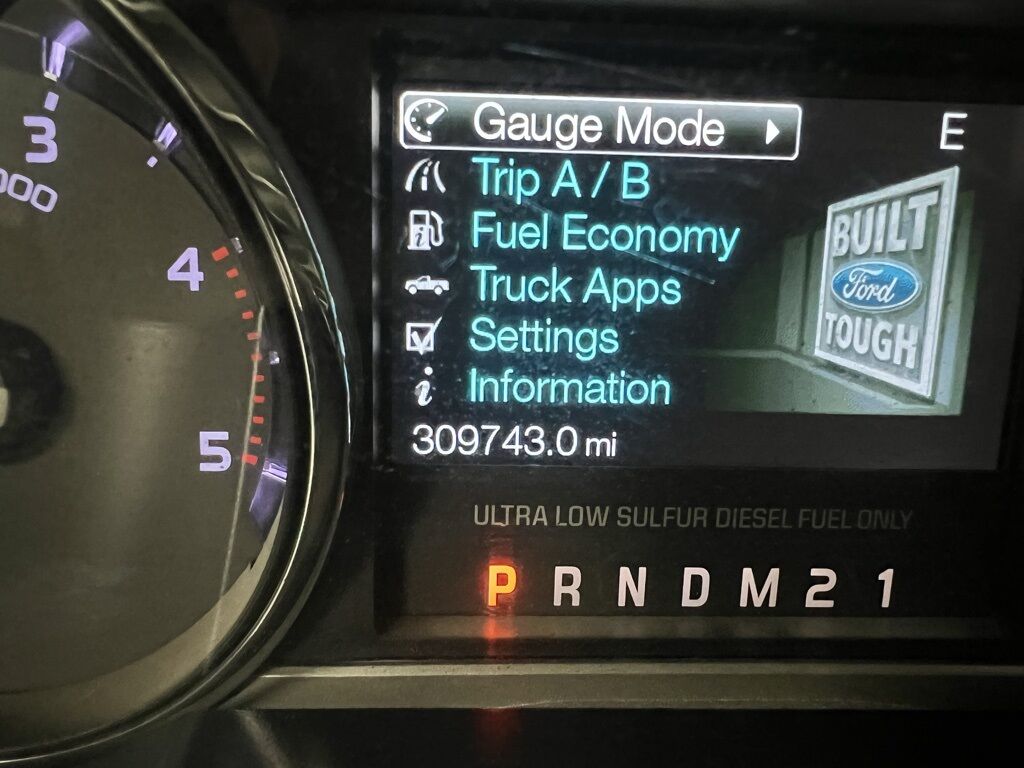 3
000
4
5
Gauge Mode
E
Trip A / B
Fuel Economy
Truck Apps
Settings
Information
309743.0 mi
BUILT
Ford
TOUGH
ULTRA LOW SULFUR DIESEL FUEL ONLY
P R N D M 2 1